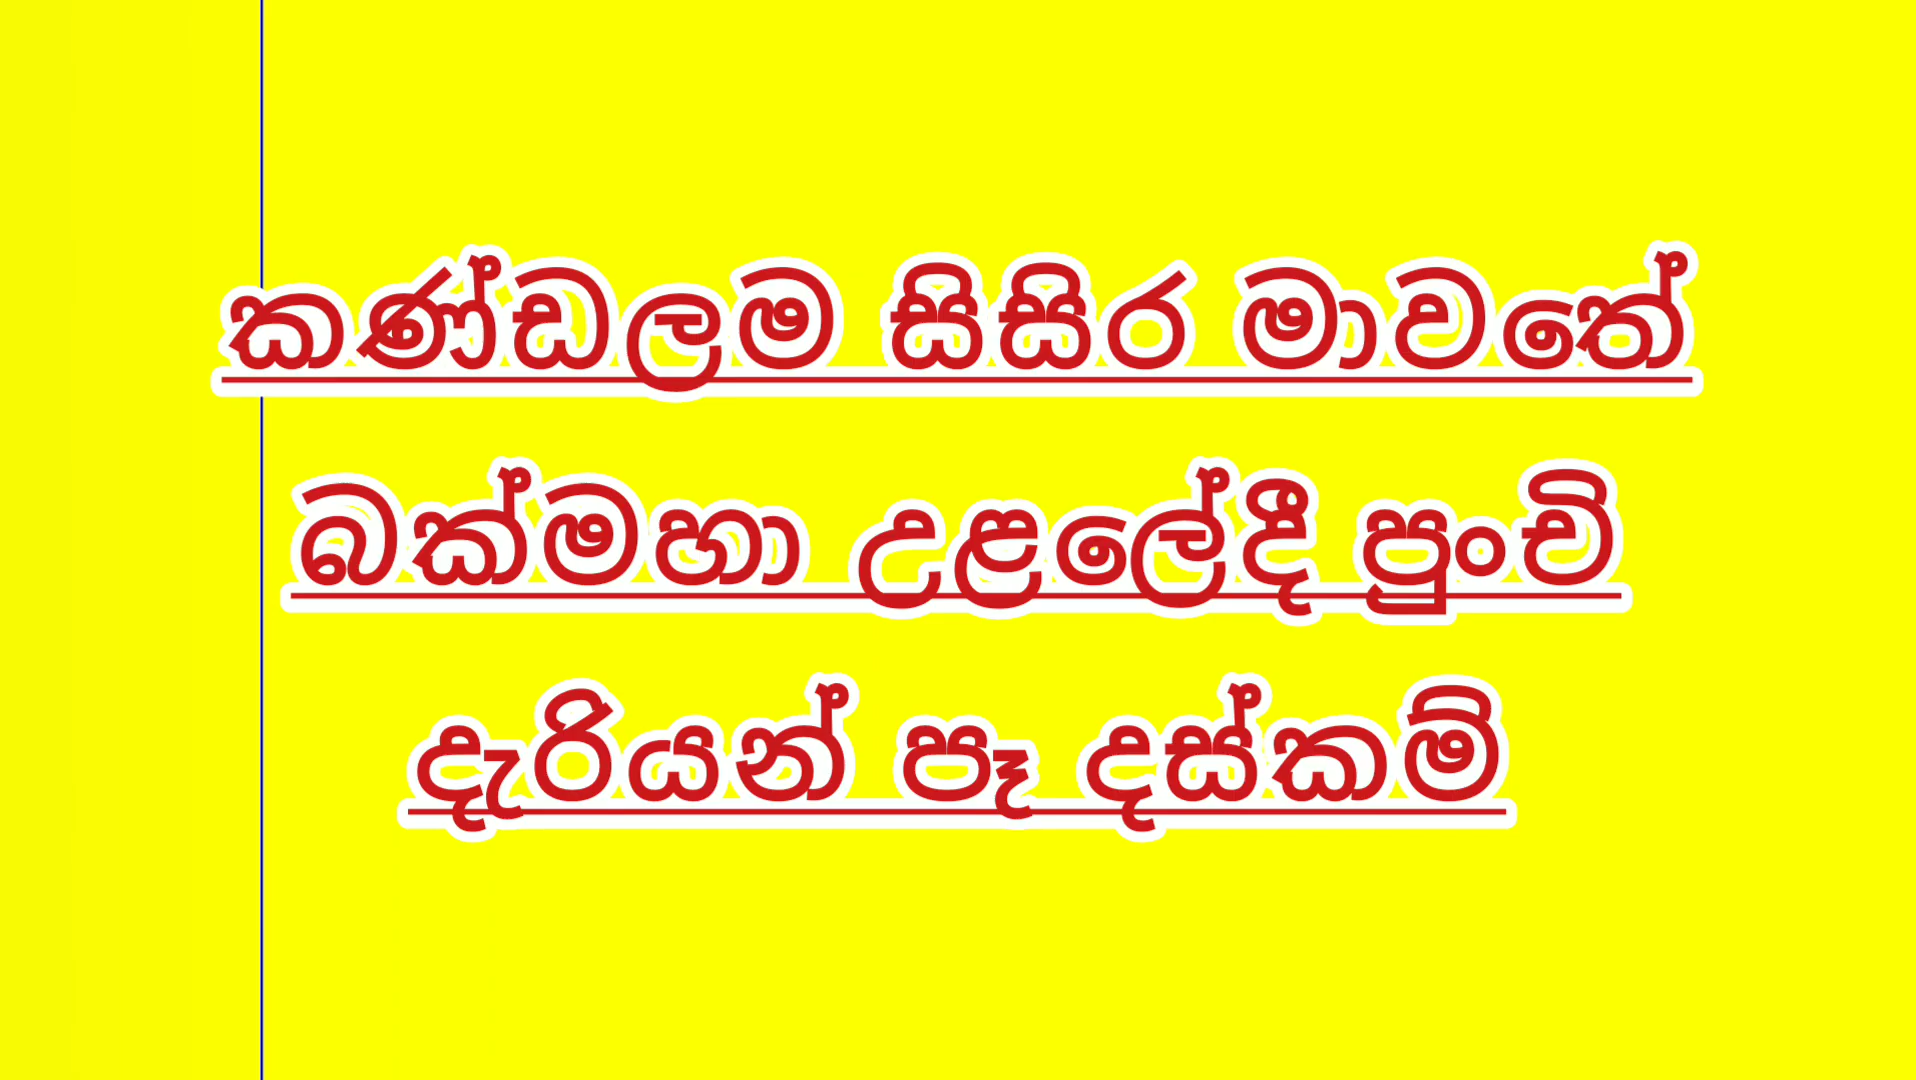 කණ්ඩලම සිසිර මාවතේ
බක්මහා උළලේදී පුංචි
දැරියන් පෑ දස්කම්